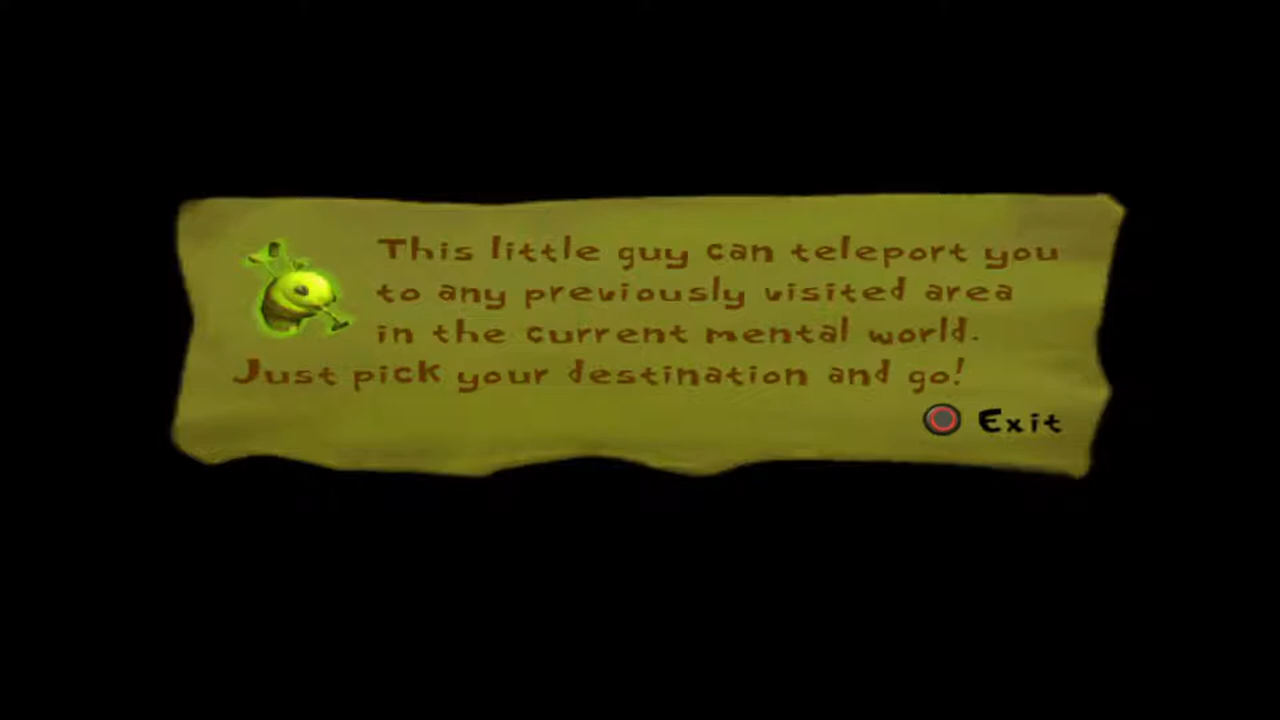 This little guy can teleport you
to any previously visited area
in the current mental world.
Just pick your destination and go!
Exit